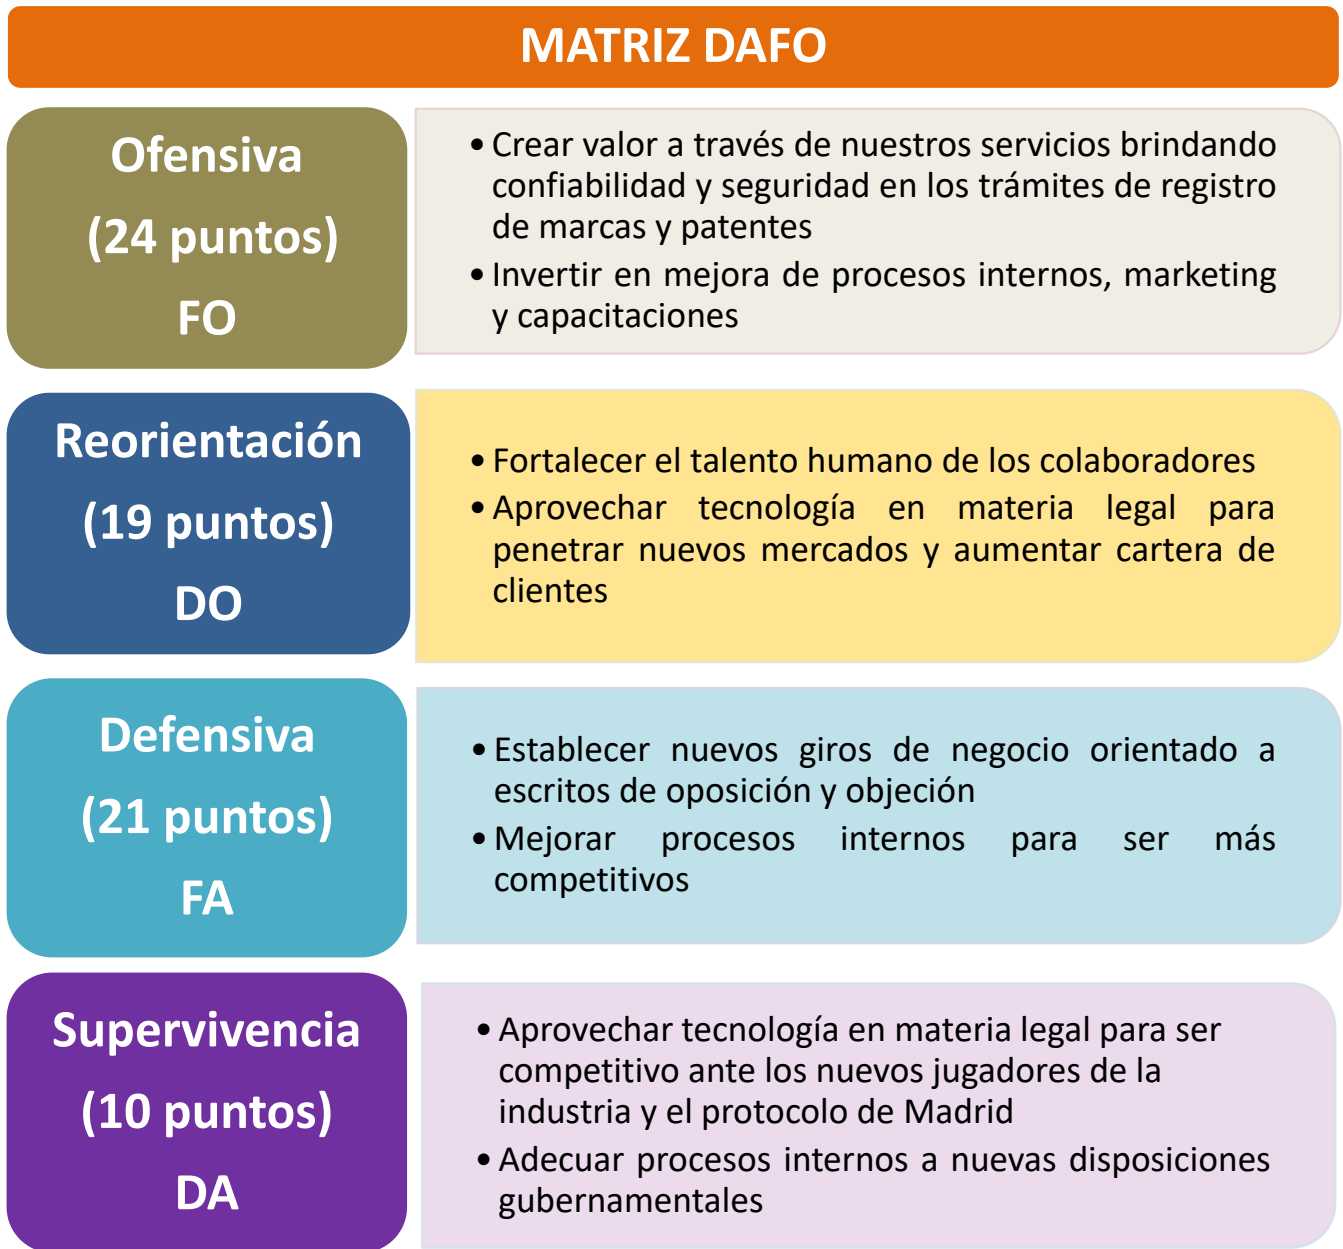 MATRIZ DAFO
Ofensiva
(24 puntos)
FO
• Crear valor a través de nuestros servicios brindando
confiabilidad y seguridad en los trámites de registro
de marcas y patentes
• Invertir en mejora de procesos internos, marketing
y capacitaciones
Reorientación
(19 puntos)
DO
• Fortalecer el talento humano de los colaboradores
• Aprovechar tecnología en materia legal para
penetrar nuevos mercados y aumentar cartera de
clientes
Defensiva
(21 puntos)
FA
• Establecer nuevos giros de negocio orientado a
escritos de oposición y objeción
• Mejorar procesos internos para ser más
competitivos
Supervivencia
(10 puntos)
DA
• Aprovechar tecnología en materia legal para ser
competitivo ante los nuevos jugadores de la
industria y el protocolo de Madrid
• Adecuar procesos internos a nuevas disposiciones
gubernamentales